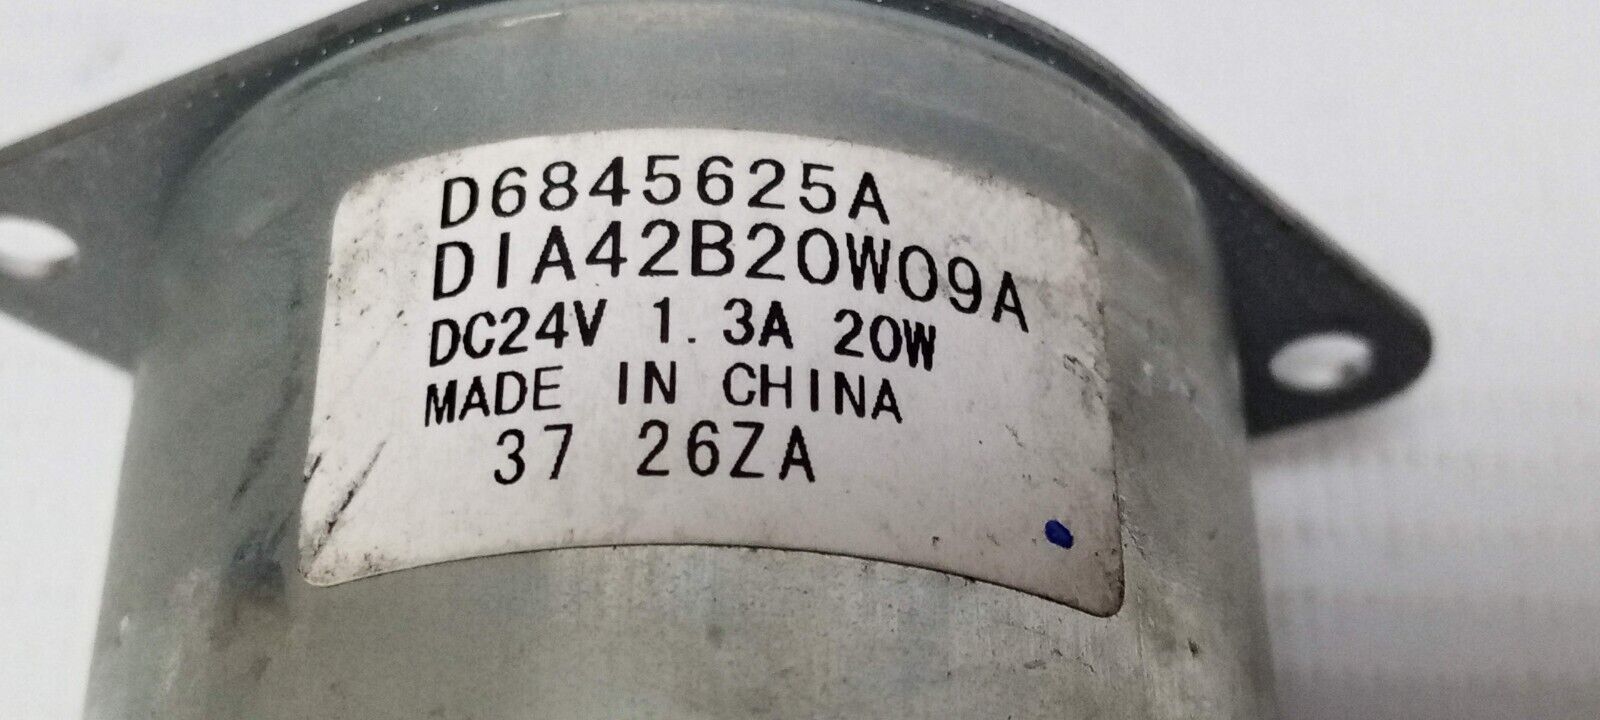 D6845625A
DIA42B20W09A
DC24V 1.3A 20W
MADE IN CHINA
37 26ZA